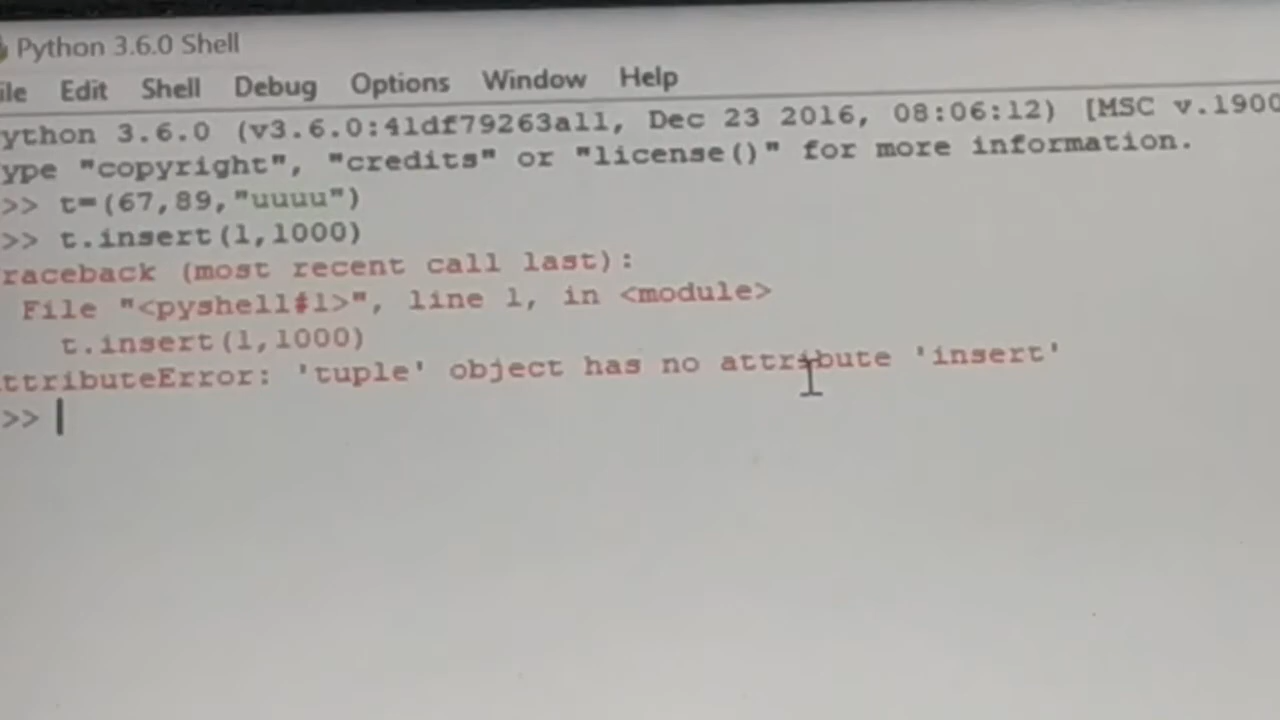 Python 3.6.0 Shell
ile Edit Shell Debug Options Window Help
ython 3.6.0 (v3.6.0:41df79263a11, Dec 23 2016, 08:06:12) [MSC v.1900
ype "copyright", "credits" or "license()" for more information.
>> t=(67,89,"uuuu")
>> t.insert(1,1000)
raceback (most recent call last):
File "<pyshell#1>", line 1, in <module>
t.insert(1,1000)
ttributeError: 'tuple' object has no attribute 'insert'
>>